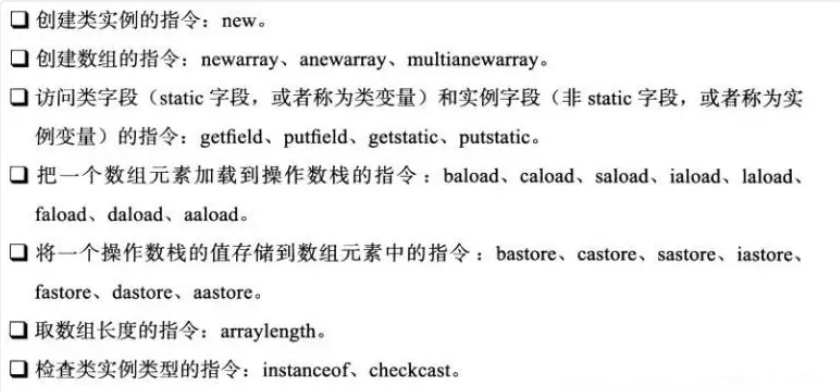 ❑ 创建类实例的指令：new。
❑ 创建数组的指令：newarray、anewarray、multianewarray。
❑ 访问类字段（static 字段，或者称为类变量）和实例字段（非 static 字段，或者称为实
例变量）的指令：getfield、putfield、getstatic、putstatic。
❑ 把一个数组元素加载到操作数栈的指令：baload、caload、saload、iaload、laload、
faload、daload、aaload。
❑ 将一个操作数栈的值存储到数组元素中的指令：bastore、castore、sastore、iastore、
fastore、dastore、aastore。
❑ 取数组长度的指令：arraylength。
❑ 检查类实例类型的指令：instanceof、checkcast。